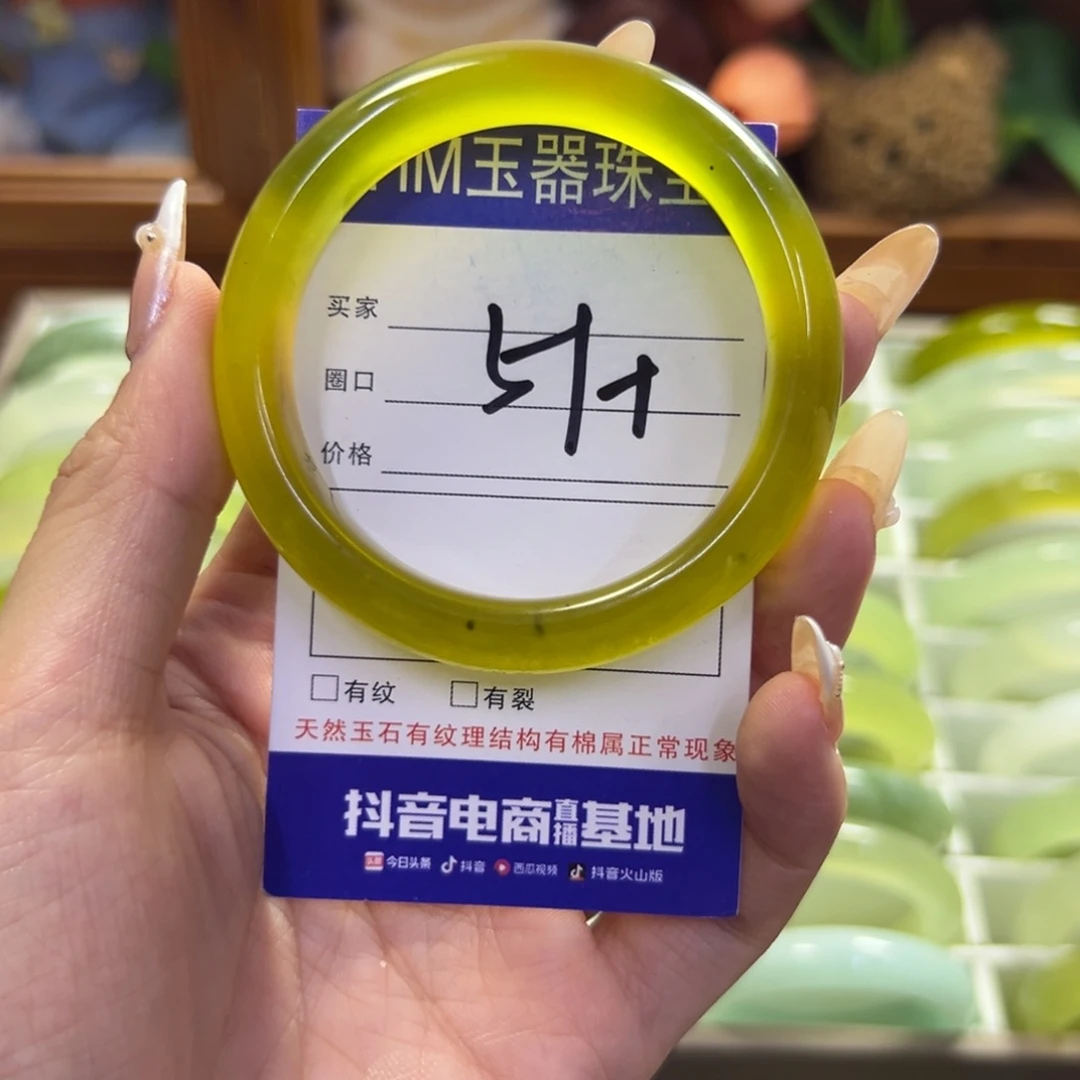 M玉器珠宝
买家
圈口
价格
有纹 有裂
天然玉石有纹理结构有棉属正常现象
抖音电商直播基地
今日头条 抖音 西瓜视频 抖音火山版